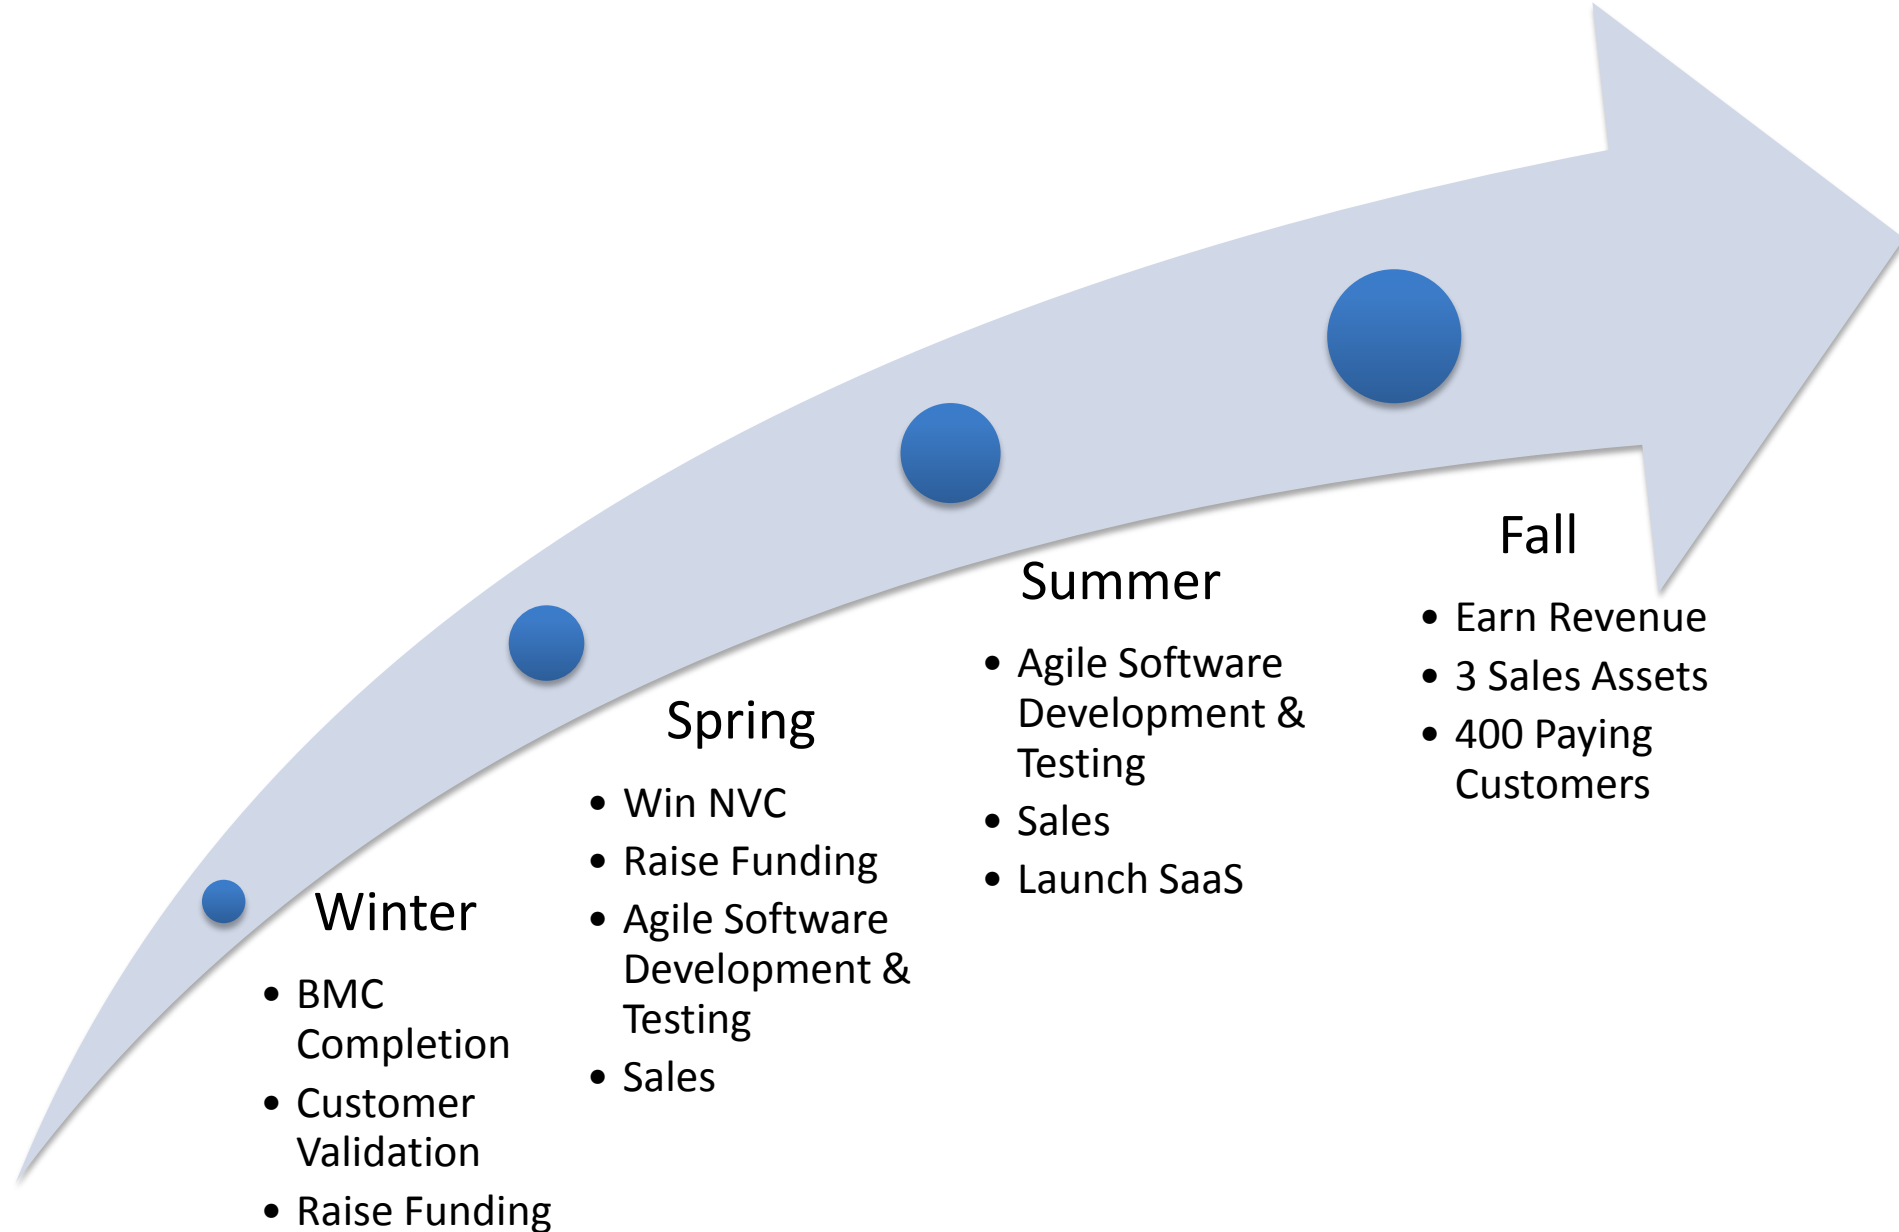 Winter
• BMC
Completion
• Customer
Validation
• Raise Funding
Spring
• Win NVC
• Raise Funding
• Agile Software
Development &
Testing
• Sales
Summer
• Agile Software
Development &
Testing
• Sales
• Launch SaaS
Fall
• Earn Revenue
• 3 Sales Assets
• 400 Paying
Customers